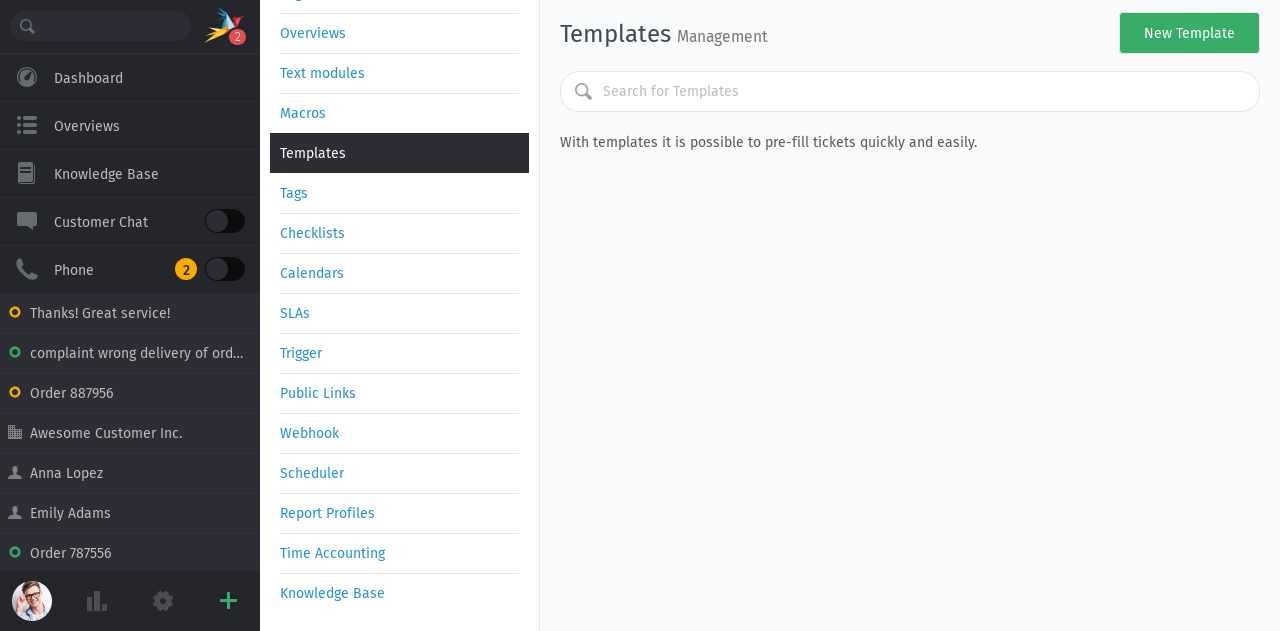 2
Dashboard
Overviews
Knowledge Base
Customer Chat
Phone 2
Thanks! Great service!
complaint wrong delivery of ord...
Order 887956
Awesome Customer Inc.
Anna Lopez
Emily Adams
Order 787556
Overviews
Text modules
Macros
Templates
Tags
Checklists
Calendars
SLAs
Trigger
Public Links
Webhook
Scheduler
Report Profiles
Time Accounting
Knowledge Base
Templates Management
New Template
Search for Templates
With templates it is possible to pre-fill tickets quickly and easily.